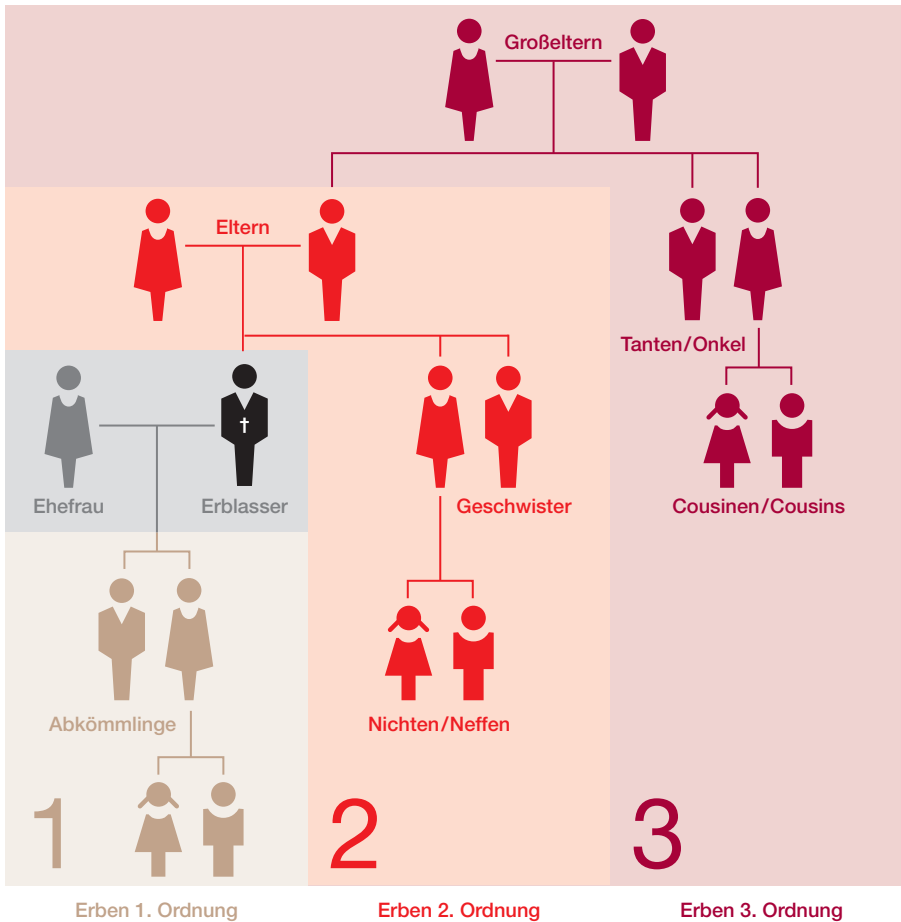 Großeltern
Eltern
Tanten/Onkel
Ehefrau
Erblasser
Geschwister
Cousinen/Cousins
Abkömmlinge
Nichten/Neffen
1
2
3
Erben 1. Ordnung
Erben 2. Ordnung
Erben 3. Ordnung